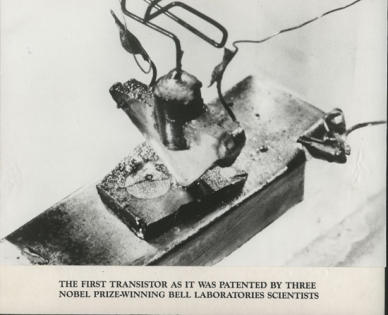 THE FIRST TRANSISTOR AS IT WAS PATENTED BY THREE
NOBEL PRIZE-WINNING BELL LABORATORIES SCIENTISTS